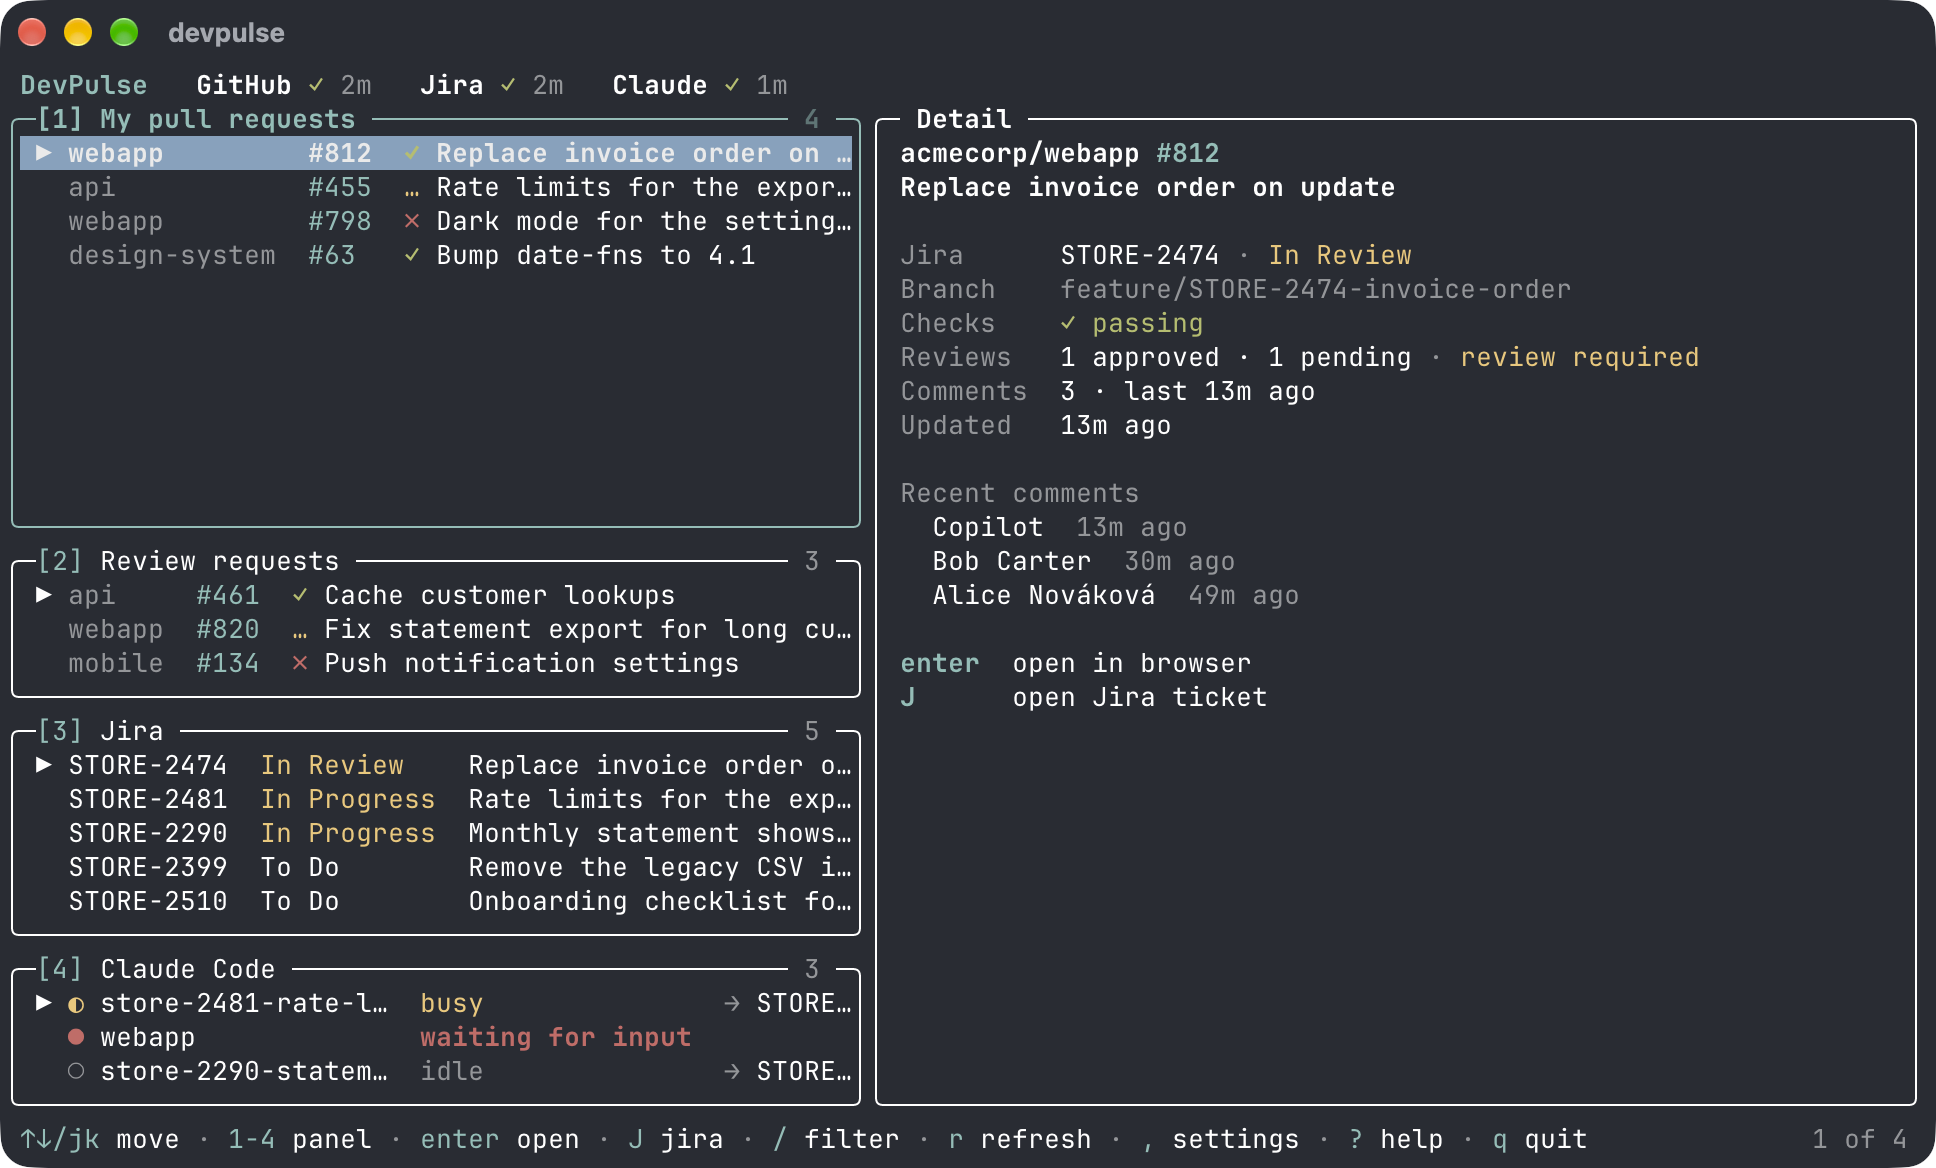 devpulse
DevPulse GitHub ✓ 2m Jira ✓ 2m Claude ✓ 1m
[1] My pull requests 4
▶ webapp #812 ✓ Replace invoice order on …
api #455 … Rate limits for the expor…
webapp #798 ✕ Dark mode for the setting…
design-system #63 ✓ Bump date-fns to 4.1
[2] Review requests 3
▶ api #461 ✓ Cache customer lookups
webapp #820 … Fix statement export for long cu…
mobile #134 ✕ Push notification settings
[3] Jira 5
▶ STORE-2474 In Review Replace invoice order o…
STORE-2481 In Progress Rate limits for the exp…
STORE-2290 In Progress Monthly statement shows…
STORE-2399 To Do Remove the legacy CSV i…
STORE-2510 To Do Onboarding checklist fo…
[4] Claude Code 3
▶ ◐ store-2481-rate-l… busy → STORE…
● webapp waiting for input
○ store-2290-statem… idle → STORE…
Detail
acmecorp/webapp #812
Replace invoice order on update
Jira STORE-2474 · In Review
Branch feature/STORE-2474-invoice-order
Checks ✓ passing
Reviews 1 approved · 1 pending · review required
Comments 3 · last 13m ago
Updated 13m ago
Recent comments
Copilot 13m ago
Bob Carter 30m ago
Alice Nováková 49m ago
enter open in browser
J open Jira ticket
↑↓/jk move · 1-4 panel · enter open · J jira · / filter · r refresh · , settings · ? help · q quit 1 of 4